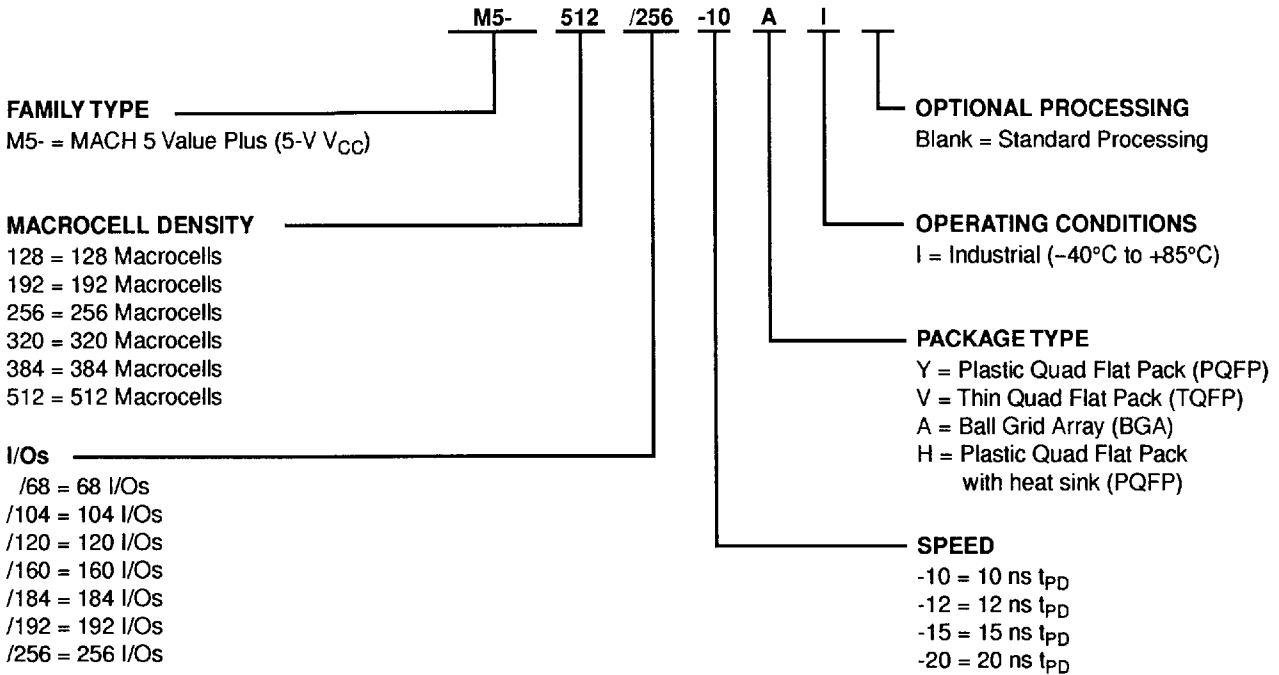 M5- 512 /256 -10 A I
FAMILY TYPE
M5- = MACH 5 Value Plus (5-V VCC)
MACROCELL DENSITY
128 = 128 Macrocells
192 = 192 Macrocells
256 = 256 Macrocells
320 = 320 Macrocells
384 = 384 Macrocells
512 = 512 Macrocells
I/Os
/68 = 68 I/Os
/104 = 104 I/Os
/120 = 120 I/Os
/160 = 160 I/Os
/184 = 184 I/Os
/192 = 192 I/Os
/256 = 256 I/Os
OPTIONAL PROCESSING
Blank = Standard Processing
OPERATING CONDITIONS
I = Industrial (–40°C to +85°C)
PACKAGE TYPE
Y = Plastic Quad Flat Pack (PQFP)
V = Thin Quad Flat Pack (TQFP)
A = Ball Grid Array (BGA)
H = Plastic Quad Flat Pack
with heat sink (PQFP)
SPEED
-10 = 10 ns tPD
-12 = 12 ns tPD
-15 = 15 ns tPD
-20 = 20 ns tPD